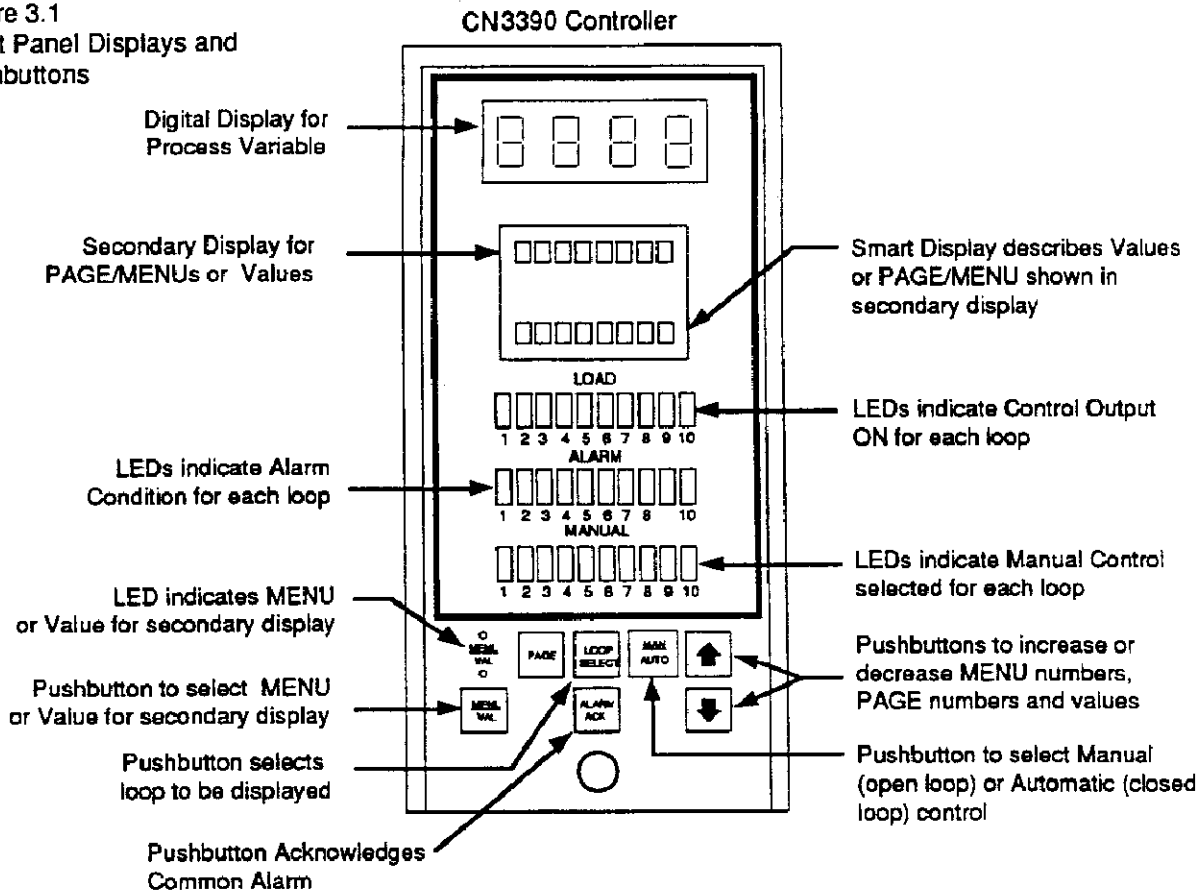 re 3.1
t Panel Displays and
nbuttons
CN3390 Controller
Digital Display for
Process Variable
Secondary Display for
PAGE/MENUs or Values
Smart Display describes Values
or PAGE/MENU shown in
secondary display
LOAD
1 2 3 4 5 6 7 8 9 10
LEDs indicate Control Output
ON for each loop
ALARM
LEDs indicate Alarm
Condition for each loop
1 2 3 4 5 6 7 8 10
MANUAL
1 2 3 4 5 6 7 8 9 10
LEDs indicate Manual Control
selected for each loop
LED indicates MENU
or Value for secondary display
VAL
PAGE
LOOP
SELECT
MAN
AUTO
Pushbuttons to increase or
decrease MENU numbers,
PAGE numbers and values
Pushbutton to select MENU
or Value for secondary display
VAL
ALARM
ACK
Pushbutton selects
loop to be displayed
Pushbutton to select Manual
(open loop) or Automatic (closed
loop) control
Pushbutton Acknowledges
Common Alarm